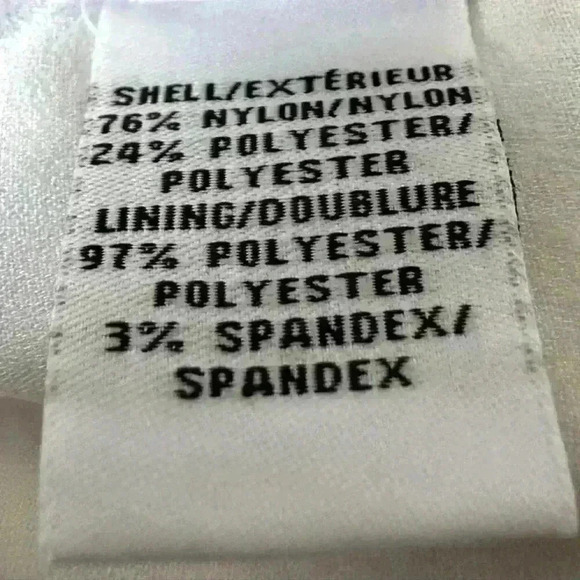 SHELL/EXTÉRIEUR
76% NYLON/NYLON
24% POLYESTER/
POLYESTER
LINING/DOUBLURE
97% POLYESTER/
POLYESTER
3% SPANDEX/
SPANDEX